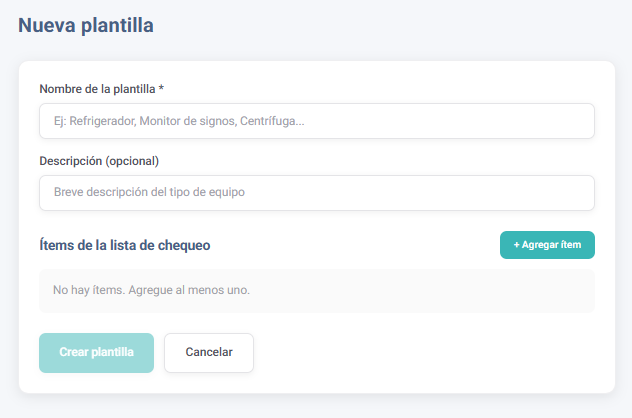 Nueva plantilla
Nombre de la plantilla *
Ej: Refrigerador, Monitor de signos, Centrífuga...
Descripción (opcional)
Breve descripción del tipo de equipo
Ítems de la lista de chequeo
+ Agregar ítem
No hay ítems. Agregue al menos uno.
Crear plantilla
Cancelar